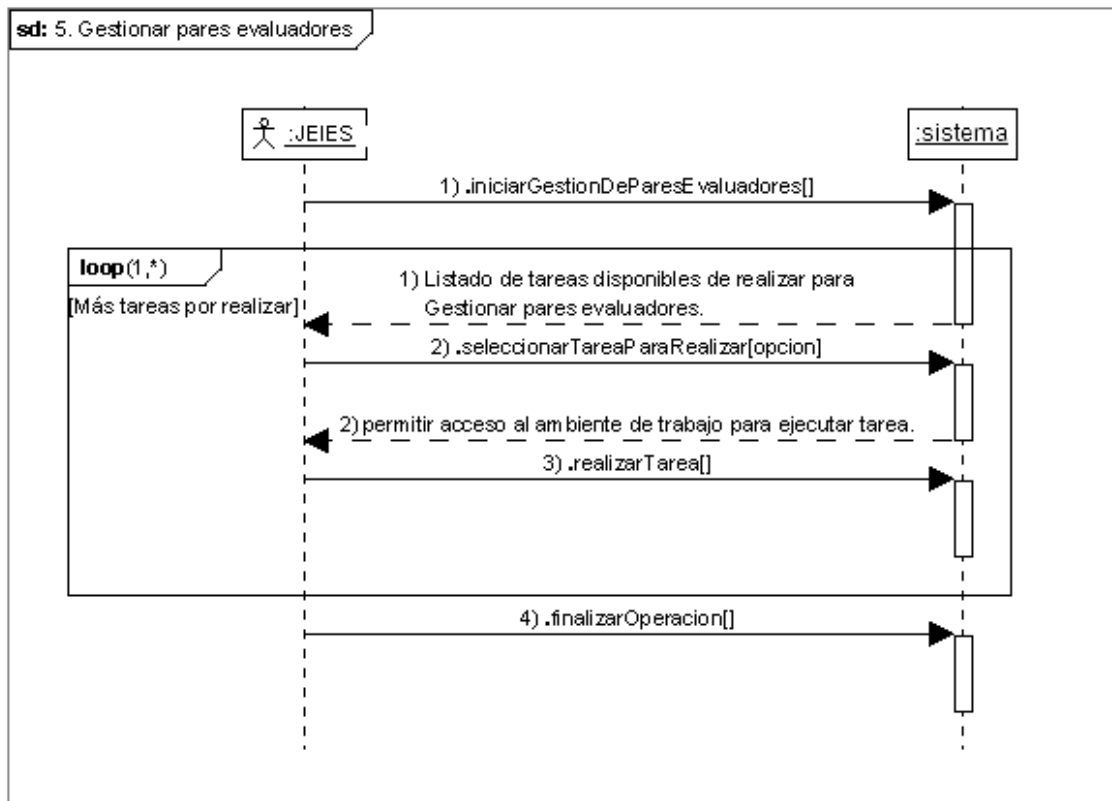 sd: 5. Gestionar pares evaluadores
:JEIES
:sistema
1) .iniciarGestionDeParesEvaluadores[]
loop(1,*)
[Más tareas por realizar]
1) Listado de tareas disponibles de realizar para
Gestionar pares evaluadores.
2) .seleccionarTareaParaRealizar[opcion]
2)permitir acceso al ambiente de trabajo para ejecutar tarea.
3) .realizarTarea[]
4) .finalizarOperacion[]